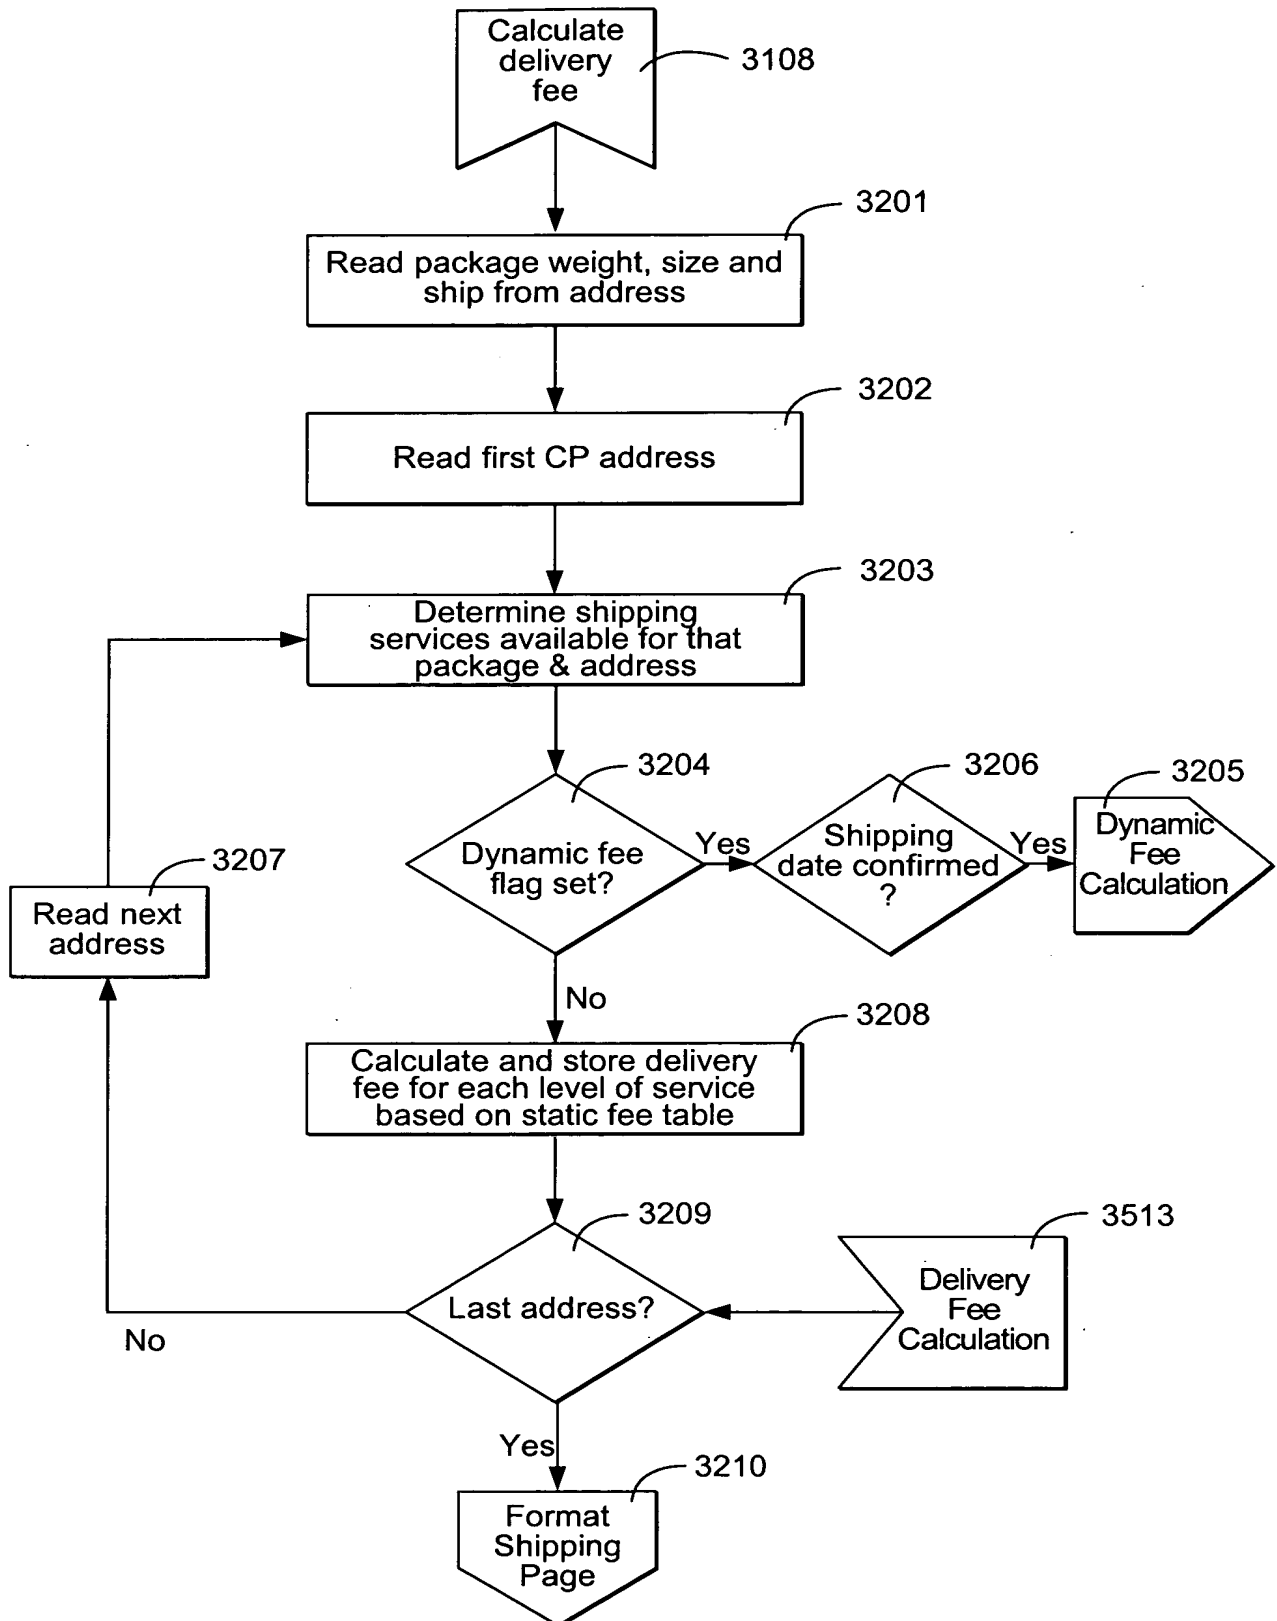 Calculate
delivery
fee
3108
3201
Read package weight, size and
ship from address
3202
Read first CP address
3203
Determine shipping
services available for that
package & address
3204
Dynamic fee
flag set?
Yes
3206
Shipping
date confirmed
?
Yes
3205
Dynamic
Fee
Calculation
3207
Read next
address
No
3208
Calculate and store delivery
fee for each level of service
based on static fee table
3209
Last address?
3513
Delivery
Fee
Calculation
No
Yes
3210
Format
Shipping
Page